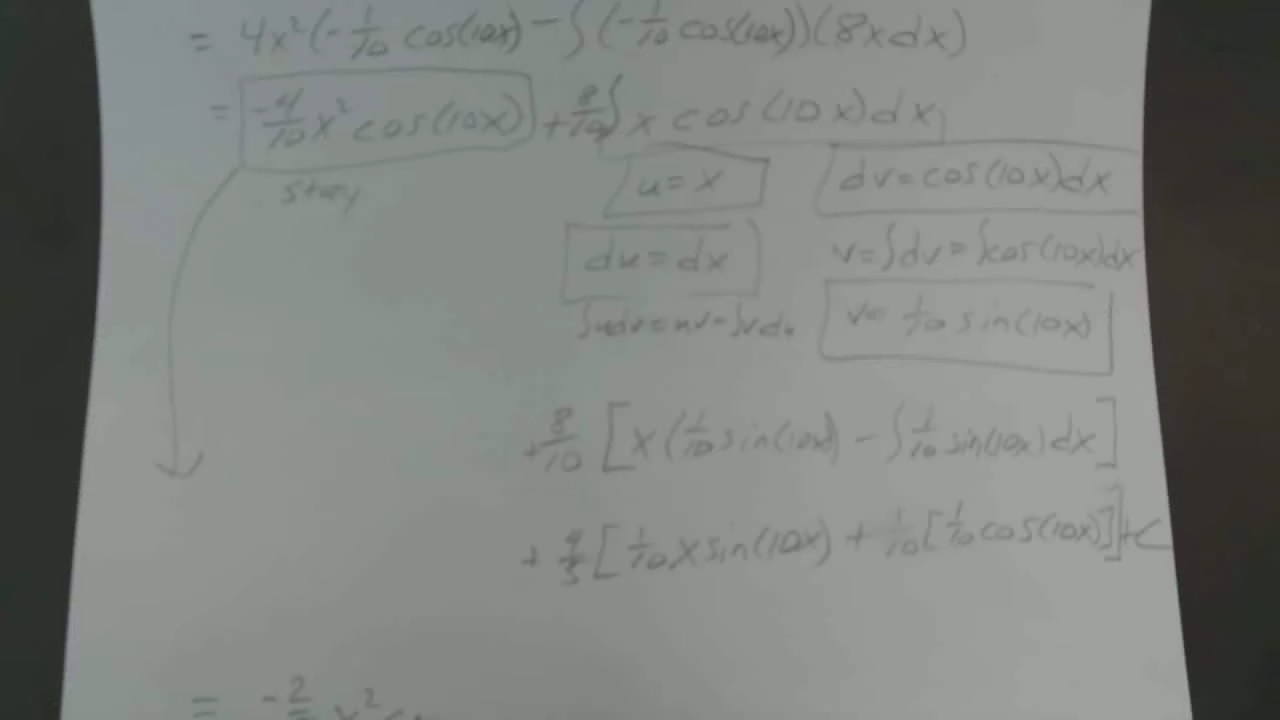 = 4x²(-1/10 cos(10x) - ∫(-1/10 cos(10x))(8x dx)
= -4/10 x² cos(10x) + 8/10 ∫ x cos(10x) dx
stay
u = x dv = cos(10x)dx
du = dx v = ∫dv = ∫cos(10x)dx
∫udv = uv - ∫vd v = 1/10 sin(10x)
+ 8/10 [x(1/10 sin(10x) - ∫ 1/10 sin(10x) dx]
+ 4/5 [1/10 x sin(10x) + 1/10 [1/10 cos(10x)]] + C
= -2 x²